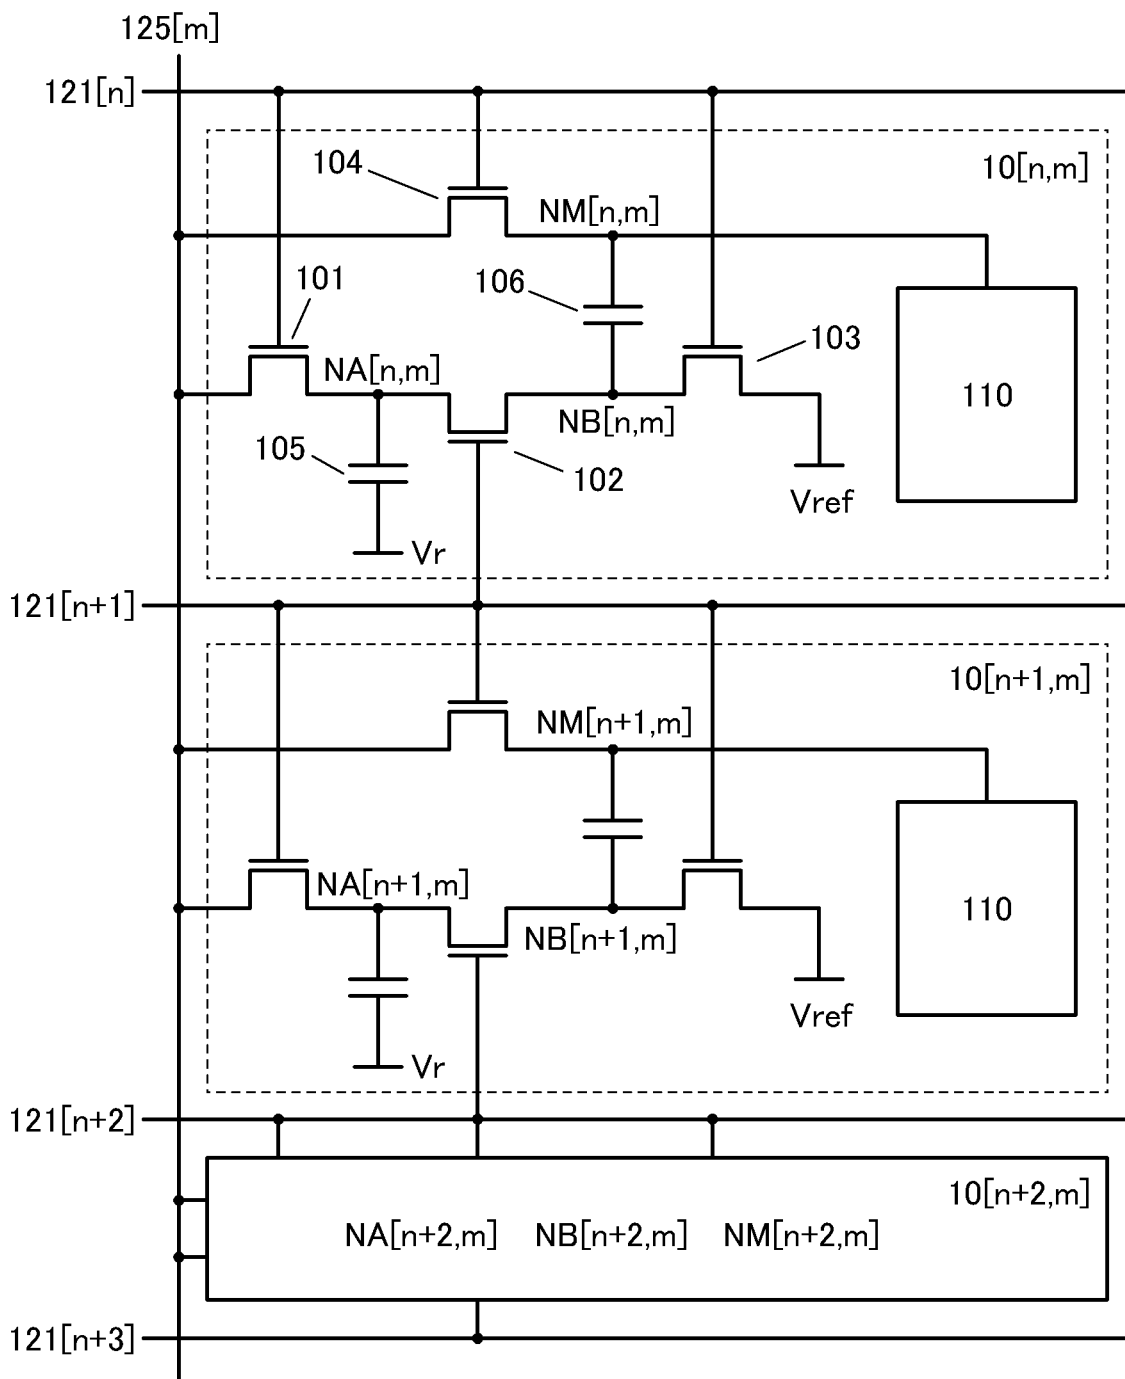 125[m]
121[n]
104
10[n,m]
NM[n,m]
101
106
103
NA[n,m]
110
NB[n,m]
105
102
Vref
Vr
121[n+1]
10[n+1,m]
NM[n+1,m]
NA[n+1,m]
110
NB[n+1,m]
Vref
Vr
121[n+2]
10[n+2,m]
NA[n+2,m] NB[n+2,m] NM[n+2,m]
121[n+3]